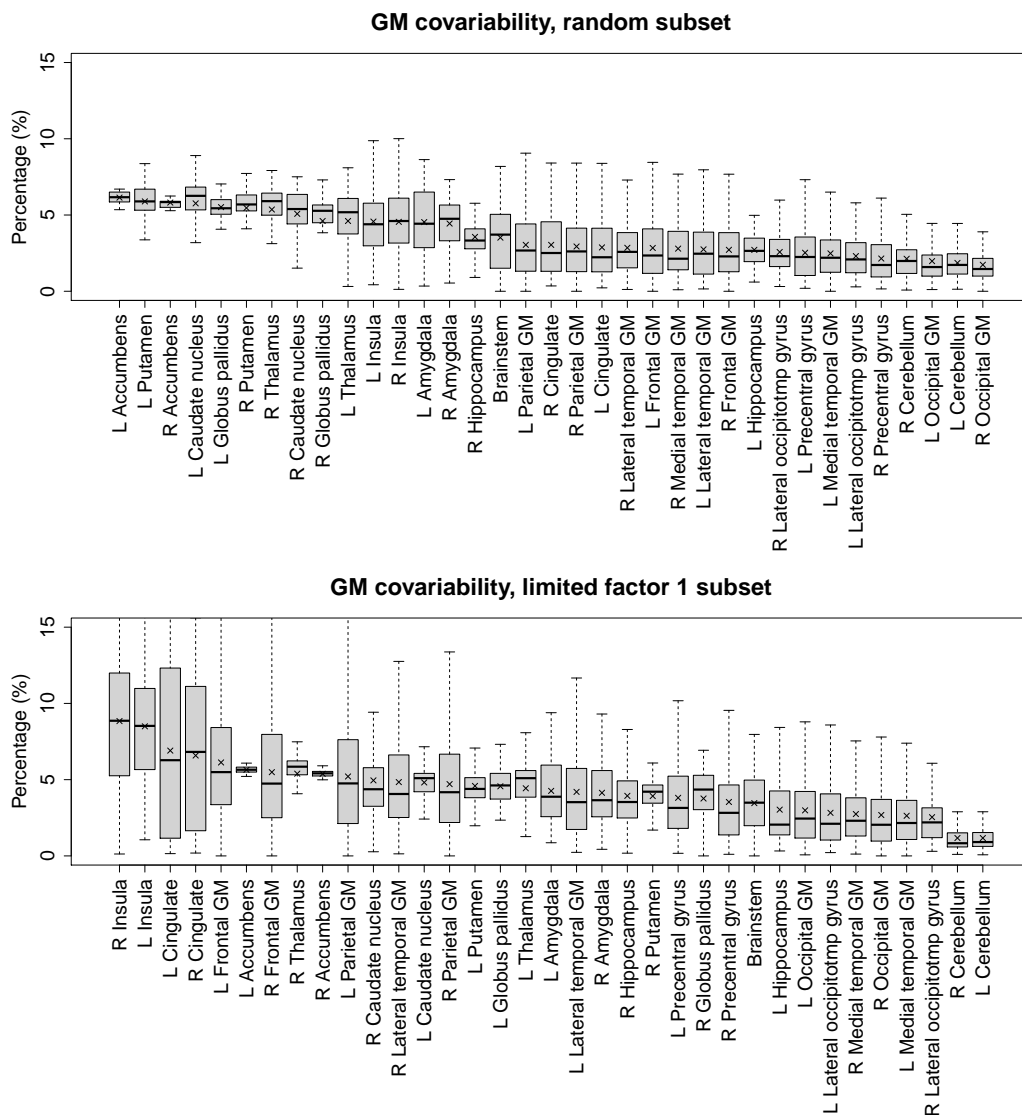 GM covariability, random subset
Percentage (%)
15
10
5
0
L Accumbens
L Putamen
R Accumbens
L Caudate nucleus
L Globus pallidus
R Putamen
R Thalamus
R Caudate nucleus
R Globus pallidus
L Thalamus
L Insula
R Insula
L Amygdala
R Amygdala
R Hippocampus
Brainstem
L Parietal GM
R Cingulate
R Parietal GM
L Cingulate
R Lateral temporal GM
L Frontal GM
R Medial temporal GM
L Lateral temporal GM
R Frontal GM
L Hippocampus
R Lateral occipitotmp gyrus
L Precentral gyrus
L Medial temporal GM
L Lateral occipitotmp gyrus
R Precentral gyrus
R Cerebellum
L Occipital GM
L Cerebellum
R Occipital GM
GM covariability, limited factor 1 subset
Percentage (%)
15
10
5
0
R Insula
L Insula
L Cingulate
R Cingulate
L Frontal GM
L Accumbens
R Frontal GM
R Thalamus
R Accumbens
L Parietal GM
R Caudate nucleus
R Lateral temporal GM
L Caudate nucleus
R Parietal GM
L Putamen
L Globus pallidus
L Thalamus
L Amygdala
L Lateral temporal GM
R Amygdala
R Hippocampus
R Putamen
L Precentral gyrus
R Globus pallidus
R Precentral gyrus
Brainstem
L Hippocampus
L Occipital GM
L Lateral occipitotmp gyrus
R Medial temporal GM
R Occipital GM
L Medial temporal GM
R Lateral occipitotmp gyrus
R Cerebellum
L Cerebellum